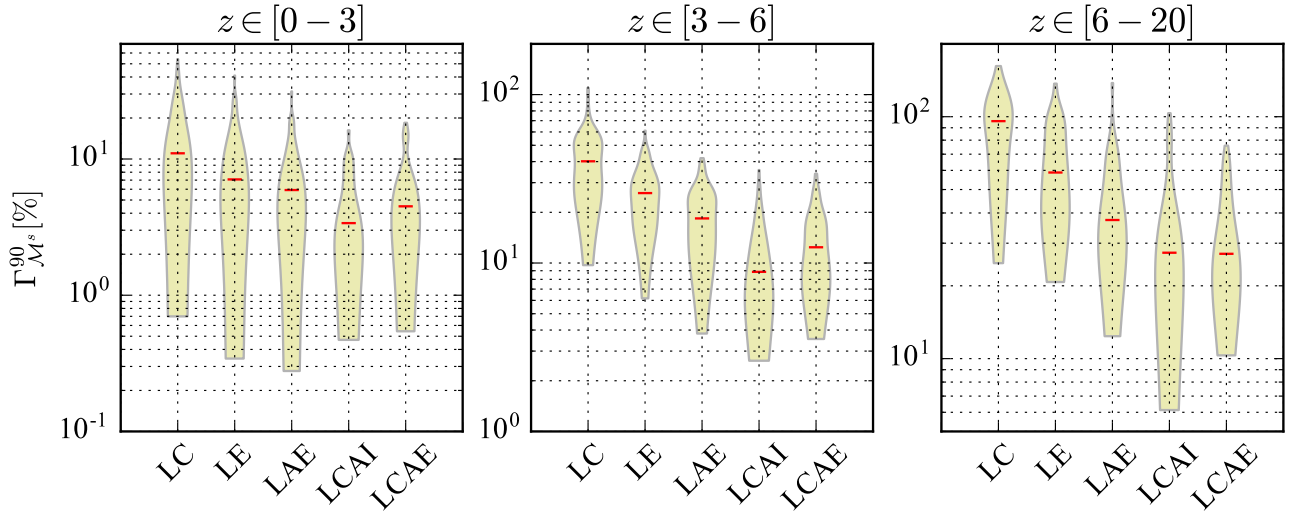 z ∈ [0 − 3]
z ∈ [3 − 6]
z ∈ [6 − 20]
Γ^{90}_{ℳ^s} [%]
10^1
10^0
10^{-1}
10^2
10^1
10^0
10^2
10^1
LC LE LAE LCAI LCAE
LC LE LAE LCAI LCAE
LC LE LAE LCAI LCAE